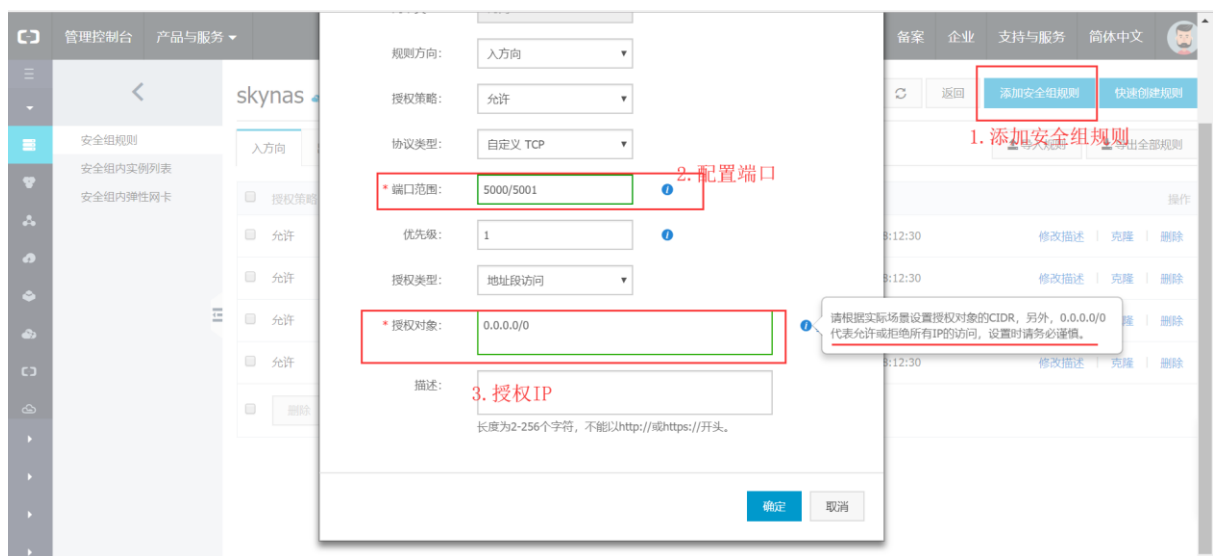 管理控制台 产品与服务 备案 企业 支持与服务 简体中文
skynas 返回 添加安全组规则 快速创建规则
1. 添加安全组规则
导入规则 导出全部规则
安全组规则
安全组内实例列表
安全组内弹性网卡
入方向
授权策略 操作
允许 8:12:30 修改描述 克隆 删除
允许 8:12:30 修改描述 克隆 删除
允许 隆 删除
允许 8:12:30 修改描述 克隆 删除
删除
规则方向: 入方向
授权策略: 允许
协议类型: 自定义 TCP
2. 配置端口
* 端口范围: 5000/5001
优先级: 1
授权类型: 地址段访问
* 授权对象: 0.0.0.0/0
请根据实际场景设置授权对象的CIDR，另外，0.0.0.0/0
代表允许或拒绝所有IP的访问，设置时请务必谨慎。
描述:
3. 授权IP
长度为2-256个字符，不能以http://或https://开头。
确定 取消